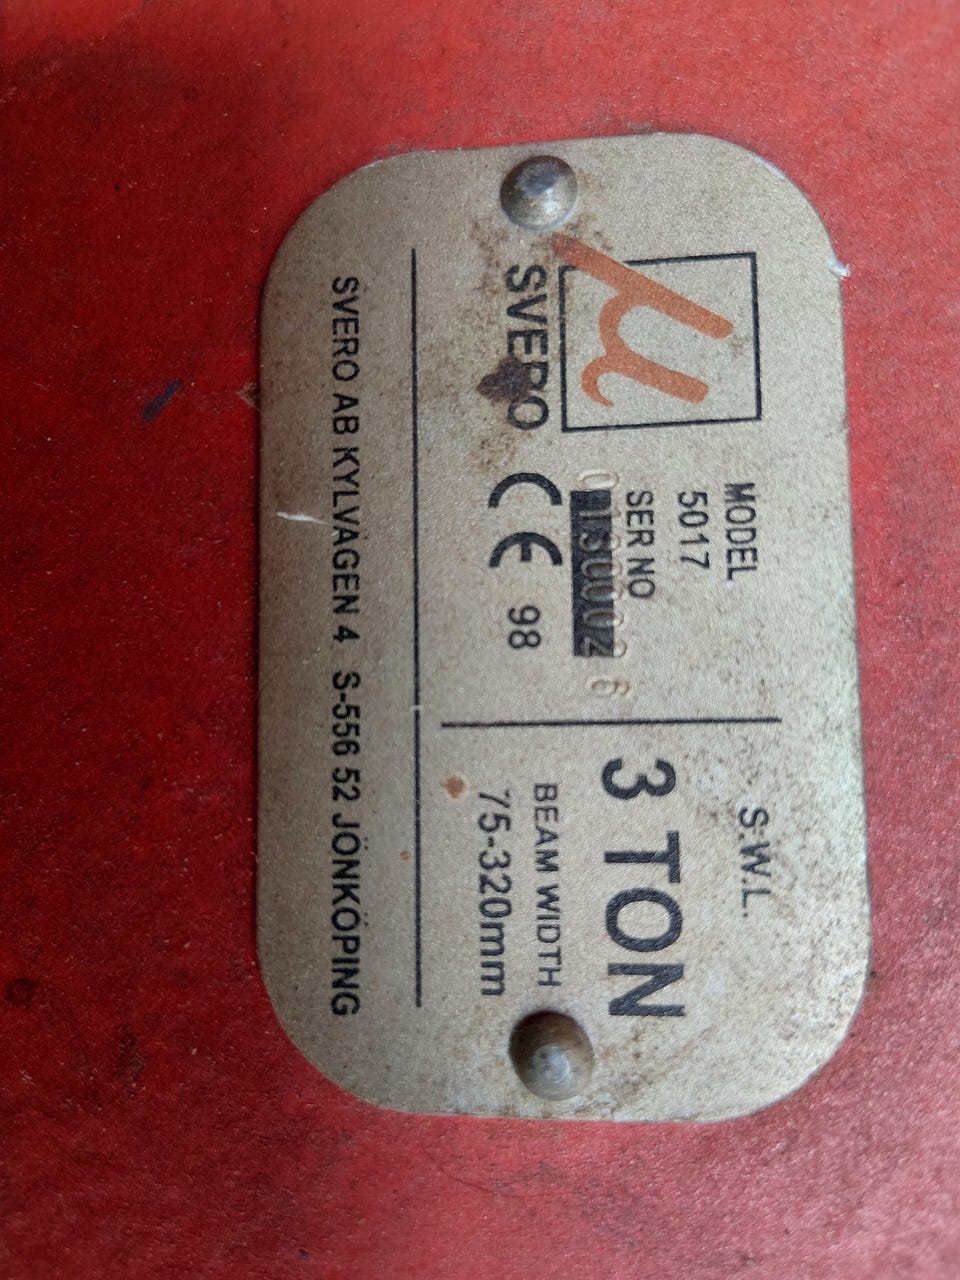 µ
SVERO
MODEL
5017
SER NO
CE 98
S.W.L.
3 TON
BEAM WIDTH
75-320mm
SVERO AB KYLVÄGEN 4 S-556 52 JÖNKÖPING